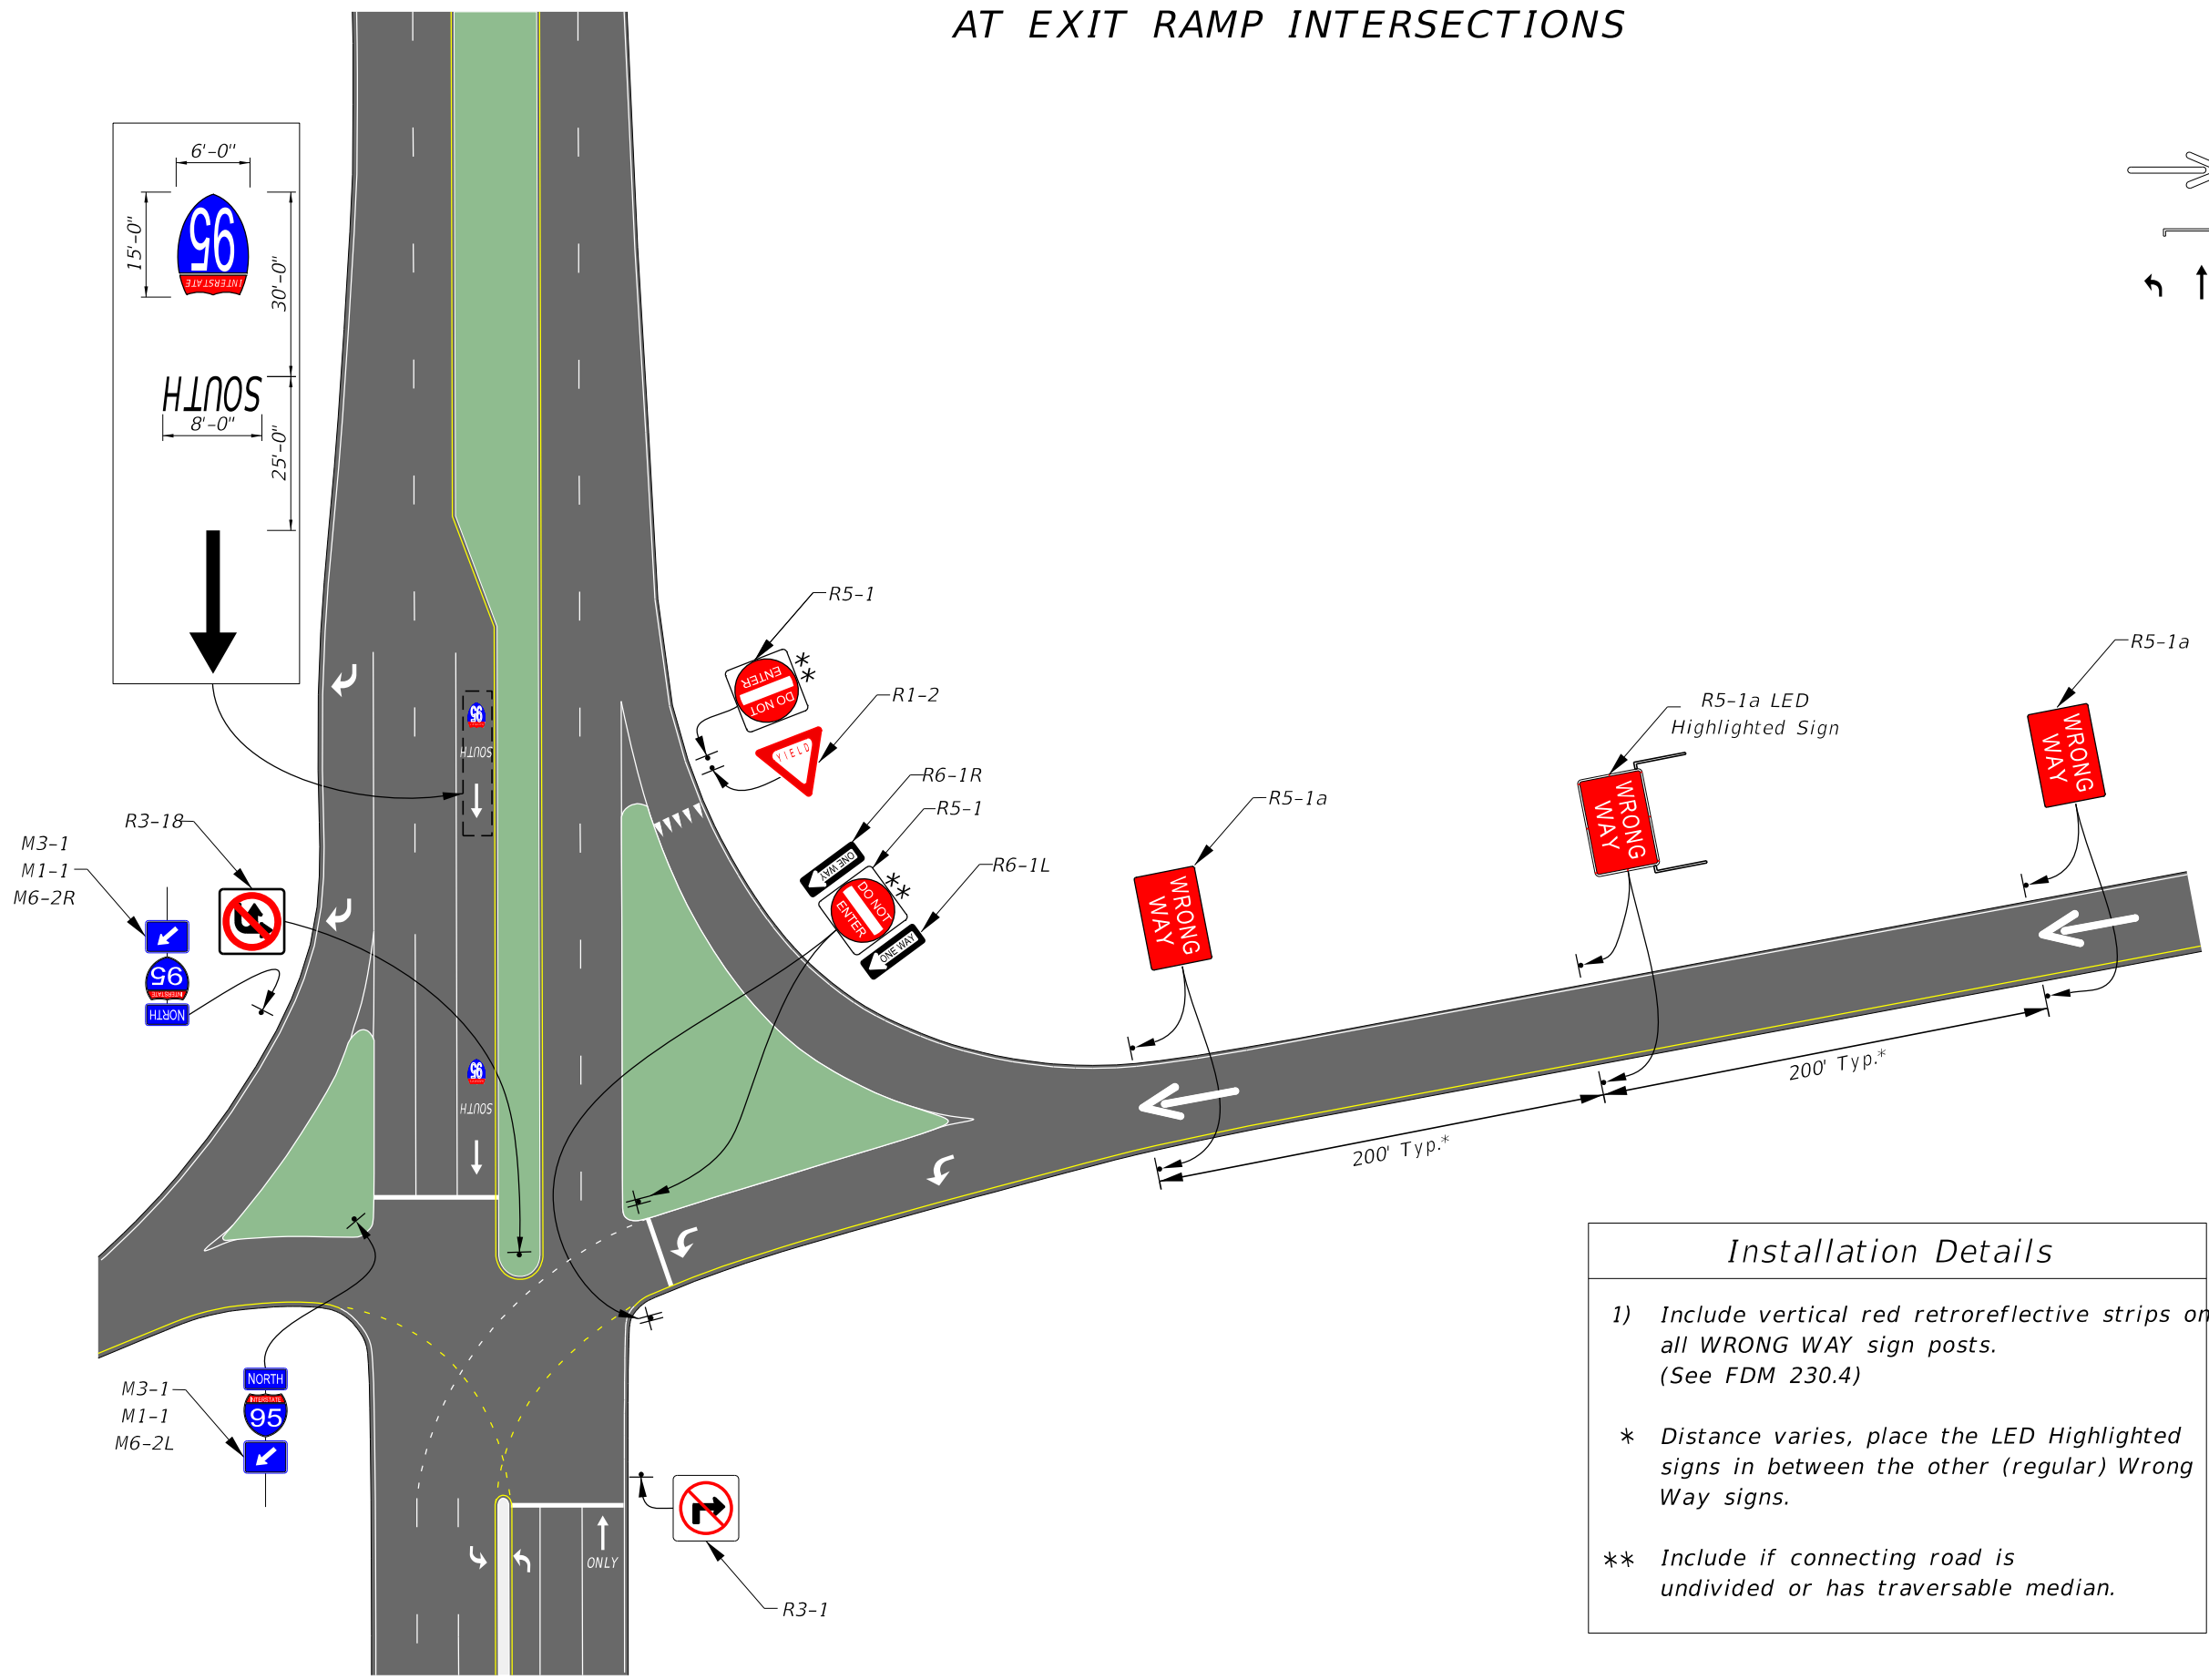 AT EXIT RAMP INTERSECTIONS
6'-0"
15'-0"
95
INTERSTATE
30'-0"
SOUTH
8'-0"
25'-0"
R5-1
DO NOT
ENTER
**
R1-2
YIELD
R6-1R
R5-1
R6-1L
ONE WAY
DO NOT
ENTER
**
ONE WAY
R5-1a
WRONG
WAY
R5-1a LED
Highlighted Sign
WRONG
WAY
R5-1a
WRONG
WAY
95
SOUTH
R3-18
M3-1
M1-1
M6-2R
95
INTERSTATE
NORTH
95
SOUTH
200' Typ.*
200' Typ.*
M3-1
M1-1
M6-2L
NORTH
INTERSTATE
95
ONLY
R3-1
Installation Details
1) Include vertical red retroreflective strips on
all WRONG WAY sign posts.
(See FDM 230.4)
* Distance varies, place the LED Highlighted
signs in between the other (regular) Wrong
Way signs.
** Include if connecting road is
undivided or has traversable median.